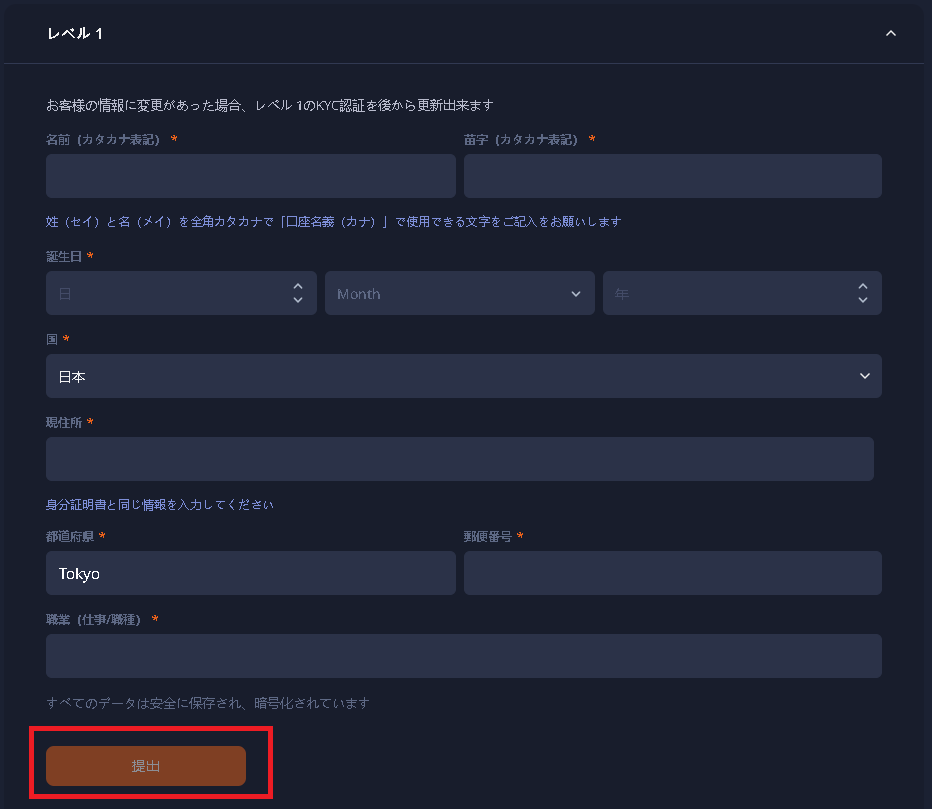 レベル 1
お客様の情報に変更があった場合、レベル 1のKYC認証を後から更新出来ます
名前（カタカナ表記） * 苗字（カタカナ表記） *
姓（セイ）と名（メイ）を全角カタカナで「口座名義（カナ）」で使用できる文字をご記入をお願いします
誕生日 *
日 Month 年
国 *
日本
現住所 *
身分証明書と同じ情報を入力してください
都道府県 * 郵便番号 *
Tokyo
職業（仕事/職種） *
すべてのデータは安全に保存され、暗号化されています
提出